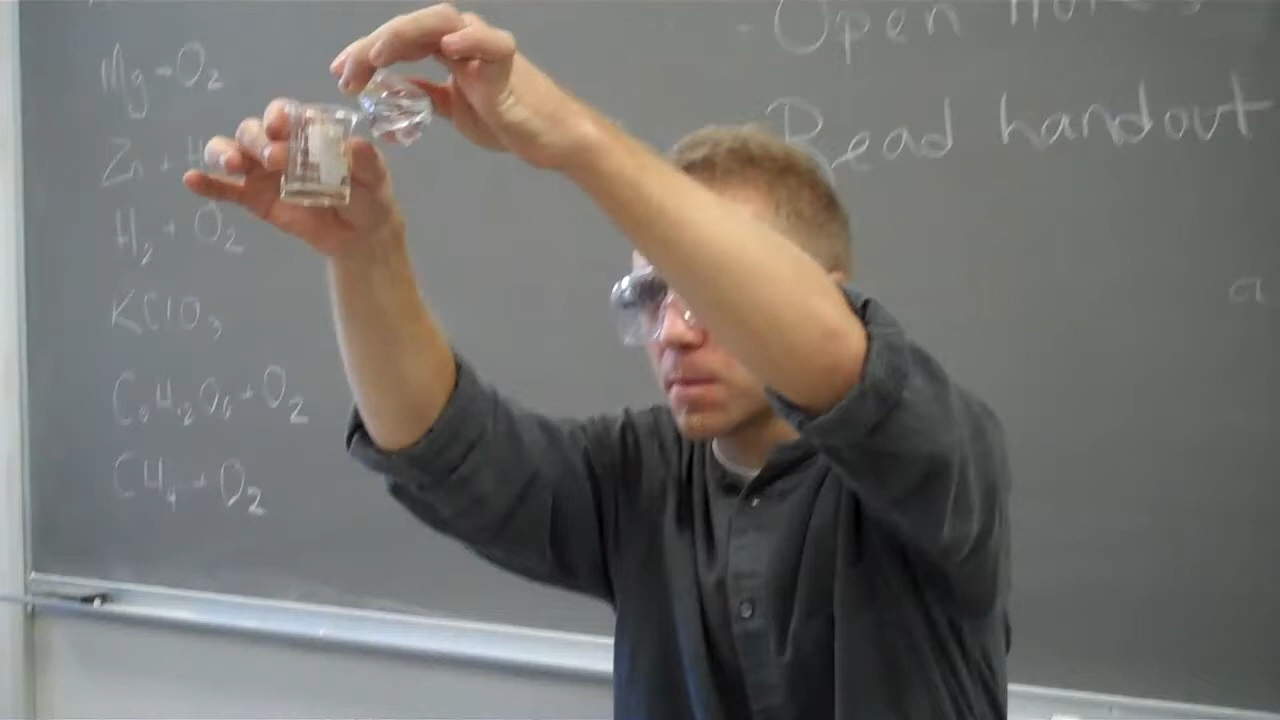 Mg + O2
Zn + H
H2 + O2
KClO3
C6H12O6 + O2
CH4 + O2
- Open
Read handout
a